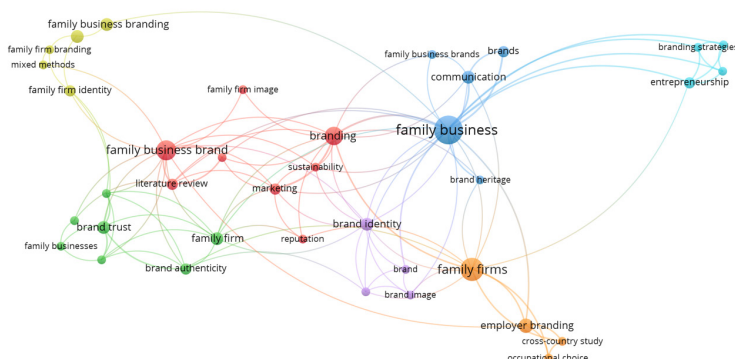 family business branding
family firm branding
mixed methods
family firm identity
family firm image
family business brands
brands
communication
branding strategies
entrepreneurship
family business
branding
family business brand
sustainability
literature review
marketing
brand heritage
brand identity
brand trust
family firm
reputation
family businesses
brand authenticity
brand
brand image
family firms
employer branding
cross-country study
occupational choice